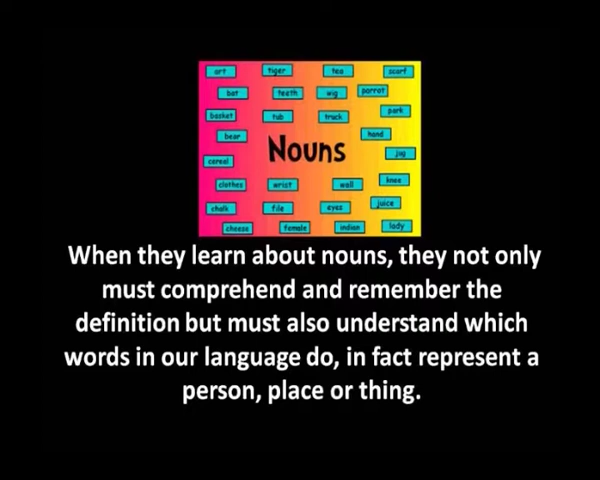 art tiger tea scarf
bat teeth wig parrot
basket tub truck park
bear hand
Nouns
cereal jug
clothes wrist wall knee
chalk file eyes juice
cheese female indian lady
When they learn about nouns, they not only
must comprehend and remember the
definition but must also understand which
words in our language do, in fact represent a
person, place or thing.